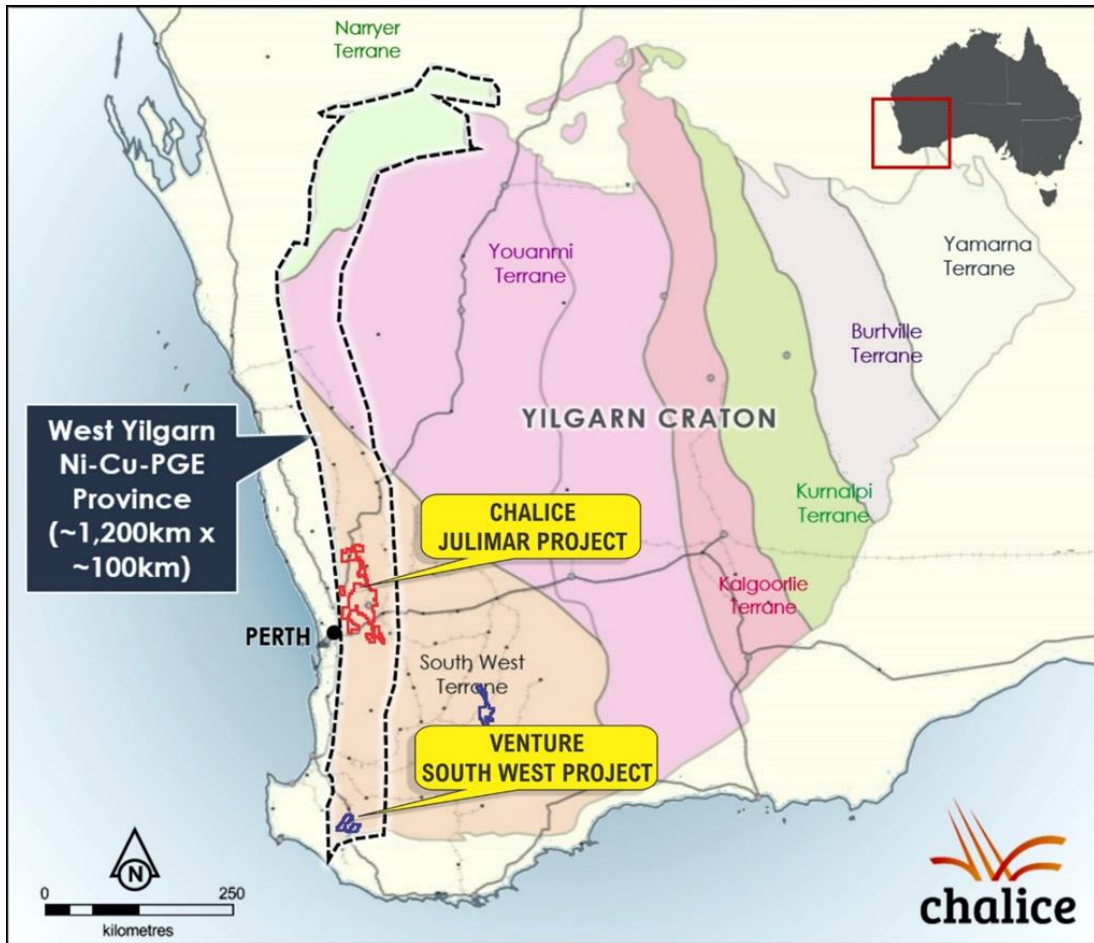 Narryer
Terrane
Youanmi
Terrane
Yamarna
Terrane
Burtville
Terrane
YILGARN CRATON
West Yilgarn
Ni-Cu-PGE
Province
(~1,200km x
~100km)
Kurnalpi
Terrane
CHALICE
JULIMAR PROJECT
Kalgoorlie
Terrane
PERTH
South West
Terrane
VENTURE
SOUTH WEST PROJECT
N
0 250
kilometres
chalice